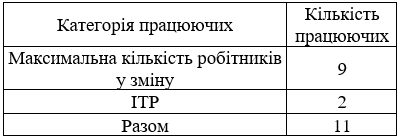 Категорія працюючих
Кількість
працюючих
Максимальна кількість робітників
у зміну
9
ІТР
2
Разом
11